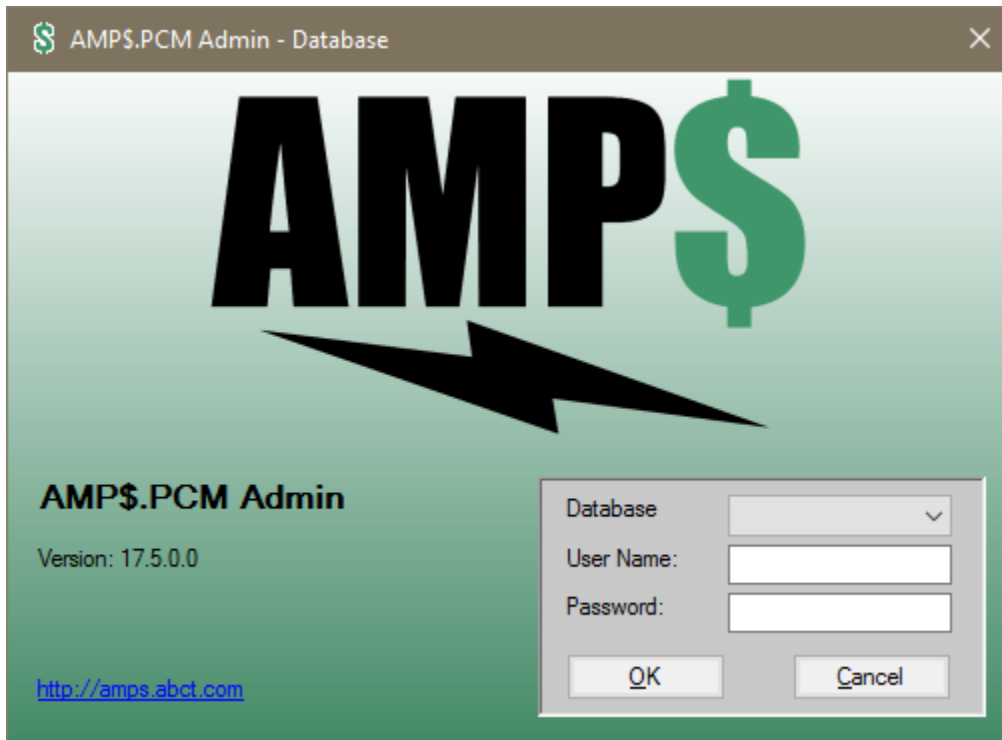 AMP$.PCM Admin - Database
AMP$
AMP$.PCM Admin
Version: 17.5.0.0
http://amps.abct.com
Database
User Name:
Password:
OK
Cancel